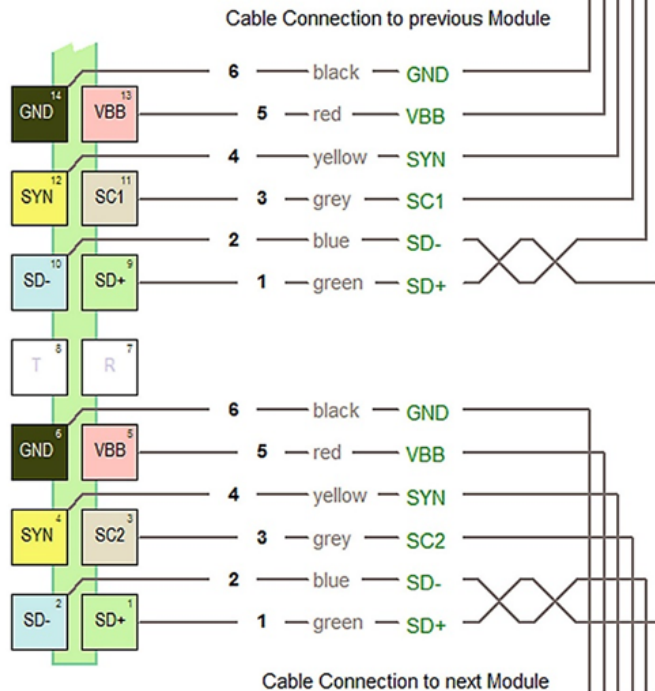 Cable Connection to previous Module
6 black GND
14 13
GND VBB 5 red VBB
4 yellow SYN
12 11
SYN SC1 3 grey SC1
2 blue SD-
10 9
SD- SD+ 1 green SD+
8 7
T R
6 black GND
6 5
GND VBB 5 red VBB
4 yellow SYN
4 3
SYN SC2 3 grey SC2
2 blue SD-
2 1
SD- SD+ 1 green SD+
Cable Connection to next Module